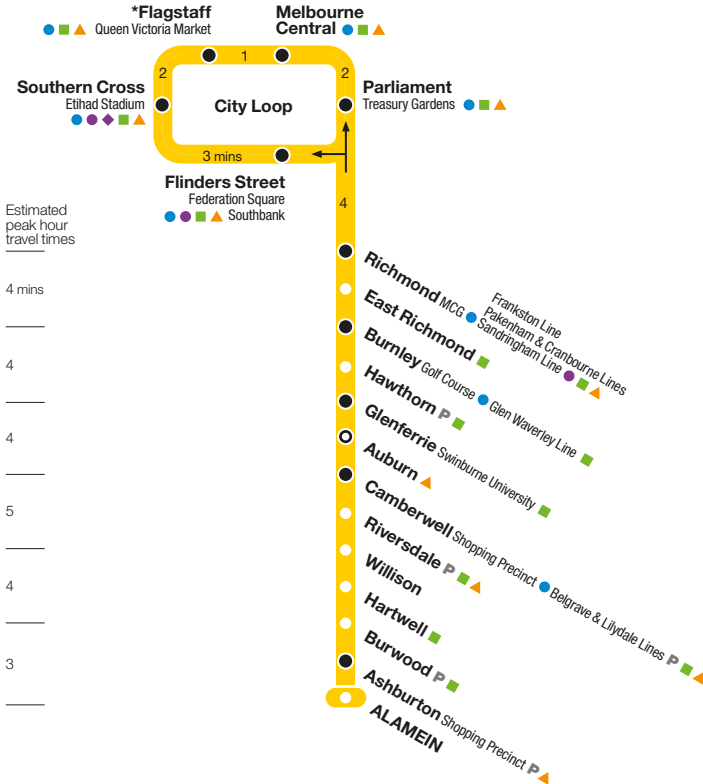 *Flagstaff
Queen Victoria Market
Melbourne
Central
2
1
2
Southern Cross
Etihad Stadium
City Loop
Parliament
Treasury Gardens
3 mins
Flinders Street
Federation Square
Southbank
4
Estimated
peak hour
travel times
4 mins
4
4
5
4
3
Richmond MCG
Frankston Line
Pakenham & Cranbourne Lines
Sandringham Line
East Richmond
Burnley Golf Course Glen Waverley Line
Hawthorn P
Glenferrie Swinburne University
Auburn
Camberwell Shopping Precinct Belgrave & Lilydale Lines P
Riversdale P
Willison
Hartwell
Burwood P
Ashburton Shopping Precinct P
ALAMEIN